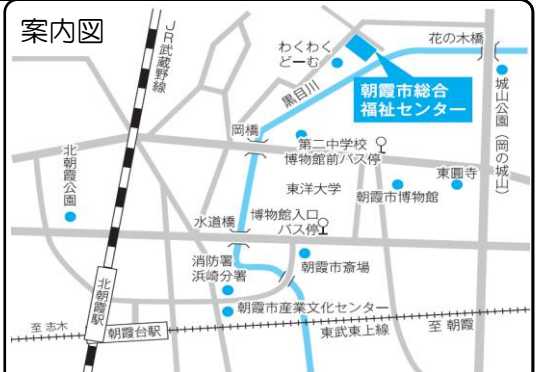 案内図
JR武蔵野線
わくわく
どーむ
花の木橋
黒目川
朝霞市総合
福祉センター
城山公園(岡の城山)
岡橋
第二中学校
博物館前バス停
北朝霞公園
東洋大学
東圓寺
朝霞市博物館
水道橋
博物館入口
バス停
消防署
浜崎分署
朝霞市斎場
北朝霞駅
朝霞市産業文化センター
至 志木
朝霞台駅
東武東上線
至 朝霞